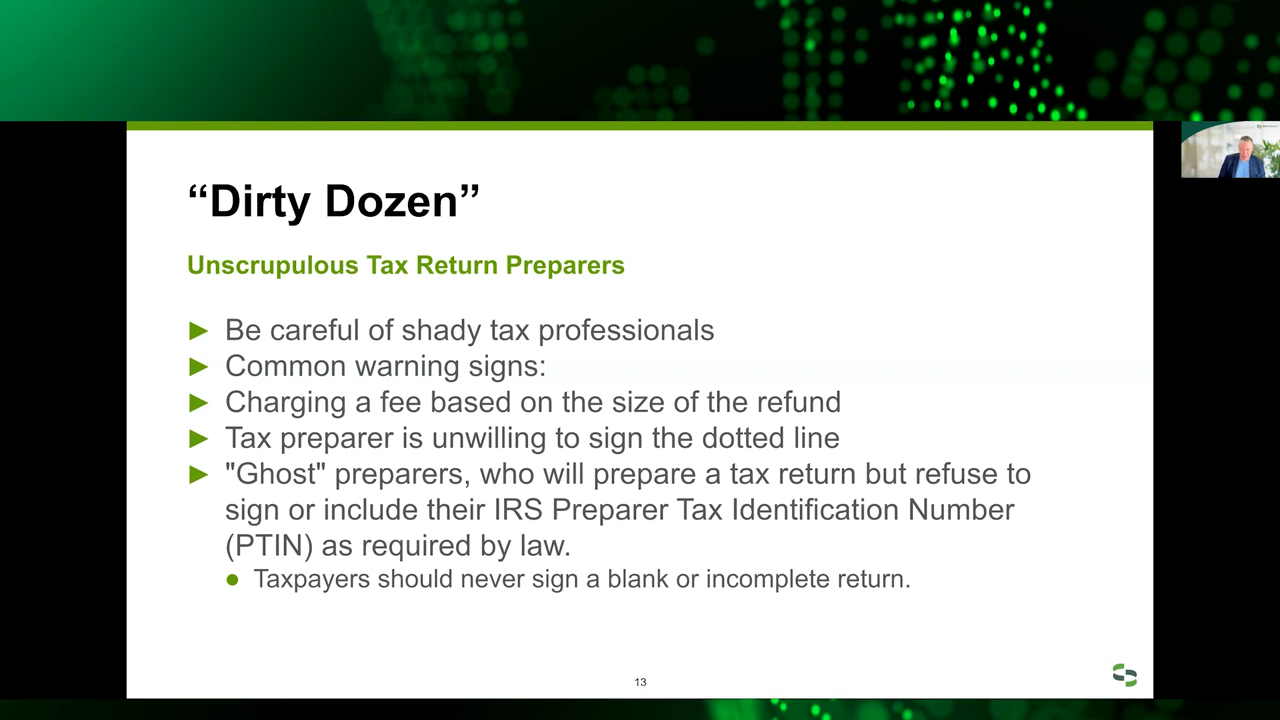 “Dirty Dozen”
Unscrupulous Tax Return Preparers
► Be careful of shady tax professionals
► Common warning signs:
► Charging a fee based on the size of the refund
► Tax preparer is unwilling to sign the dotted line
► "Ghost" preparers, who will prepare a tax return but refuse to
sign or include their IRS Preparer Tax Identification Number
(PTIN) as required by law.
● Taxpayers should never sign a blank or incomplete return.
13